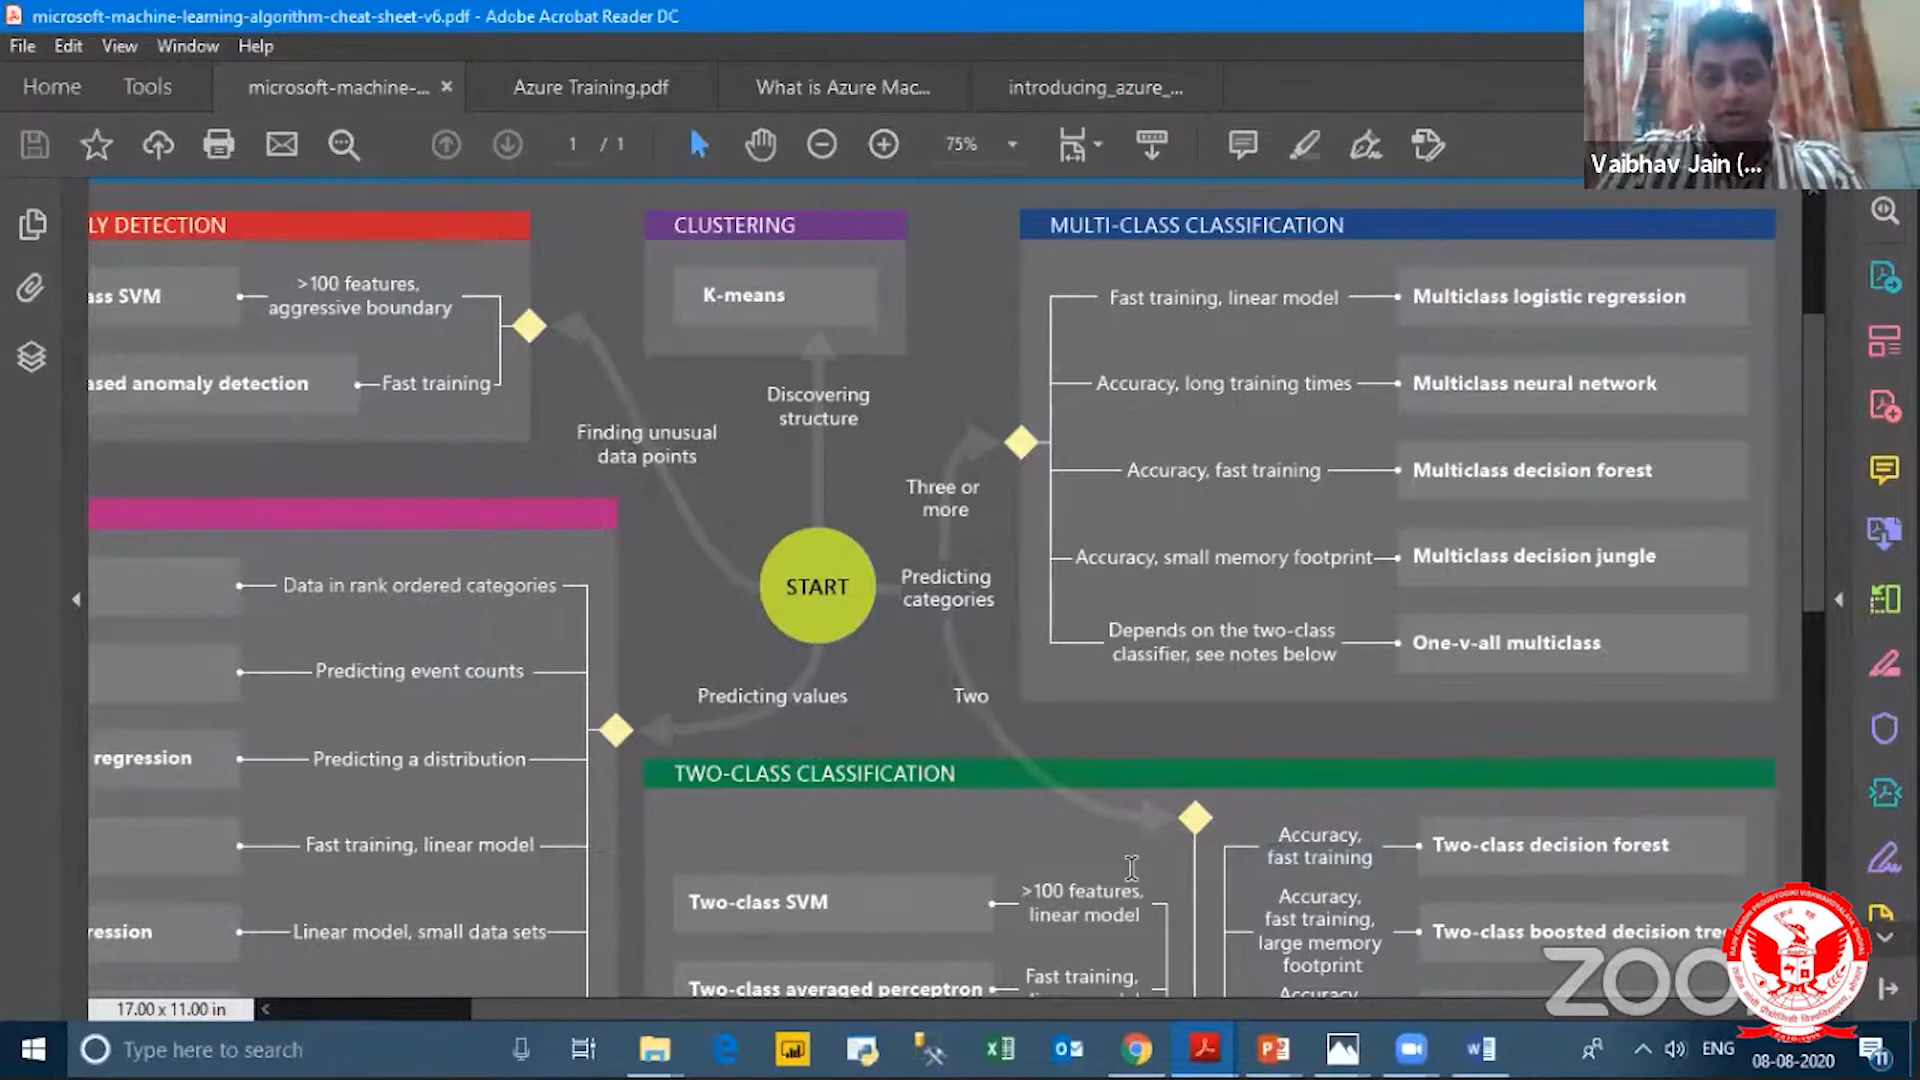 microsoft-machine-learning-algorithm-cheat-sheet-v6.pdf - Adobe Acrobat Reader DC
File Edit View Window Help
Home Tools microsoft-machine-... × Azure Training.pdf What is Azure Mac... introducing_azure_...
1 / 1 75%
Vaibhav Jain (...
LY DETECTION
ass SVM
>100 features,
aggressive boundary
ased anomaly detection
Fast training
CLUSTERING
K-means
Discovering
structure
Finding unusual
data points
START
Predicting values
Three or
more
Predicting
categories
Two
MULTI-CLASS CLASSIFICATION
Fast training, linear model
Multiclass logistic regression
Accuracy, long training times
Multiclass neural network
Accuracy, fast training
Multiclass decision forest
Accuracy, small memory footprint
Multiclass decision jungle
Depends on the two-class
classifier, see notes below
One-v-all multiclass
Data in rank ordered categories
Predicting event counts
regression
Predicting a distribution
Fast training, linear model
ression
Linear model, small data sets
TWO-CLASS CLASSIFICATION
Two-class SVM
>100 features,
linear model
Two-class averaged perceptron
Fast training,
Accuracy,
fast training
Two-class decision forest
Accuracy,
fast training,
large memory
footprint
Two-class boosted decision tre
Accuracy
17.00 x 11.00 in
zoo
Type here to search
ENG
08-08-2020
11